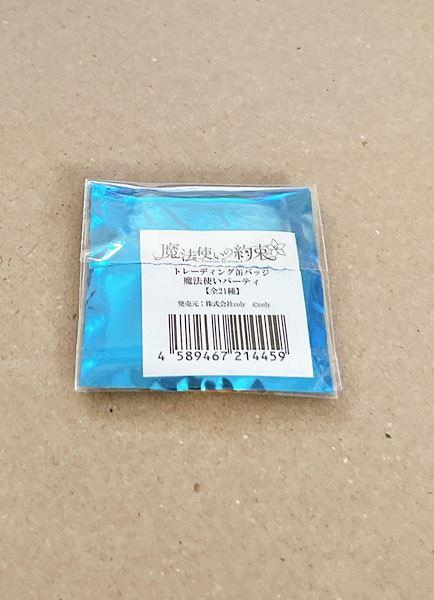 魔法使いの約束
トレーディング缶バッジ
魔法使いパーティ
【全21種】
発売元：株式会社coly ©coly
4 589467 214459